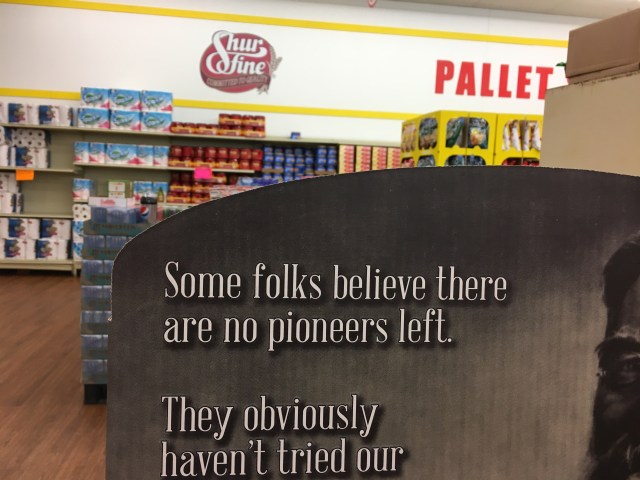 Shur
fine
PALLET
Some folks believe there
are no pioneers left.
They obviously
haven't tried our